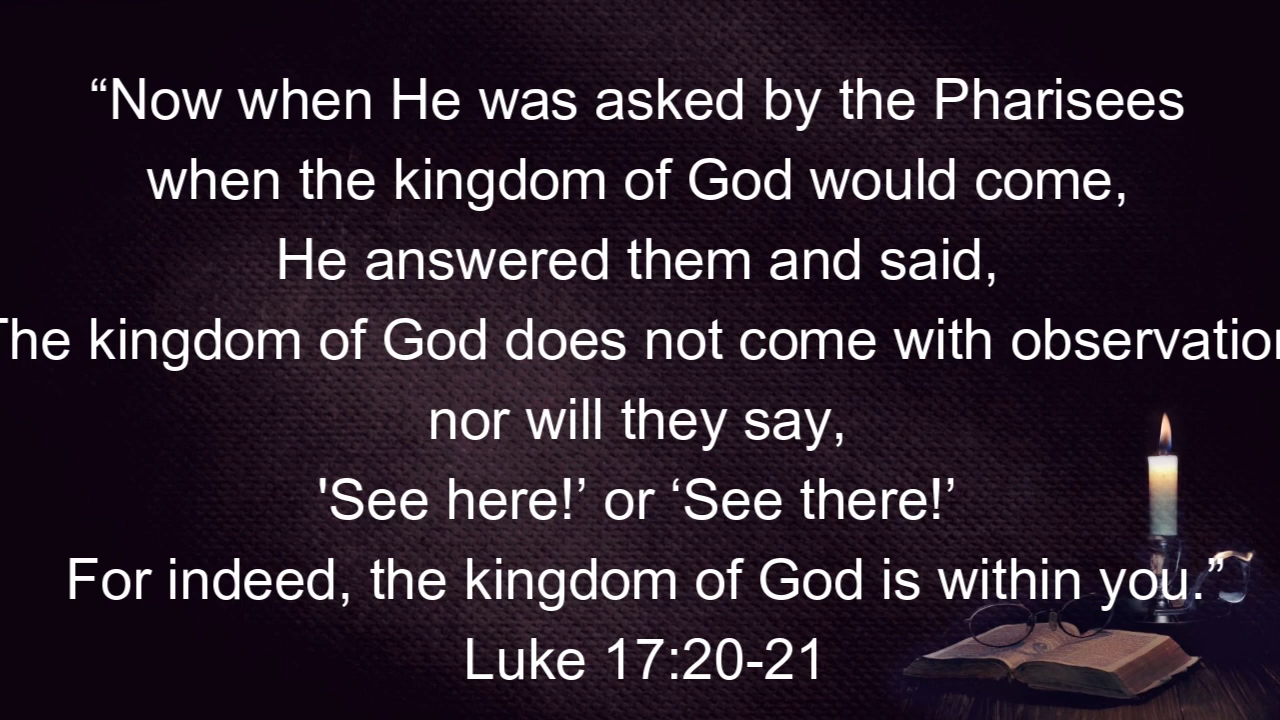 “Now when He was asked by the Pharisees
when the kingdom of God would come,
He answered them and said,
The kingdom of God does not come with observation
nor will they say,
'See here!’ or ‘See there!’
For indeed, the kingdom of God is within you.”
Luke 17:20-21